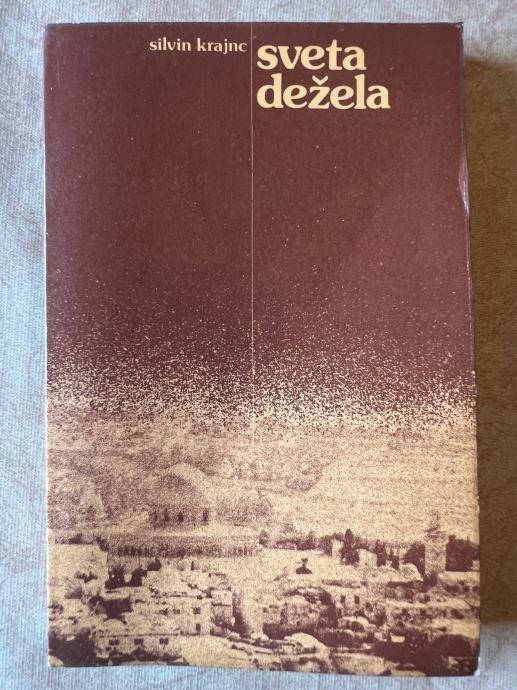 silvin krajnc
sveta
dežela